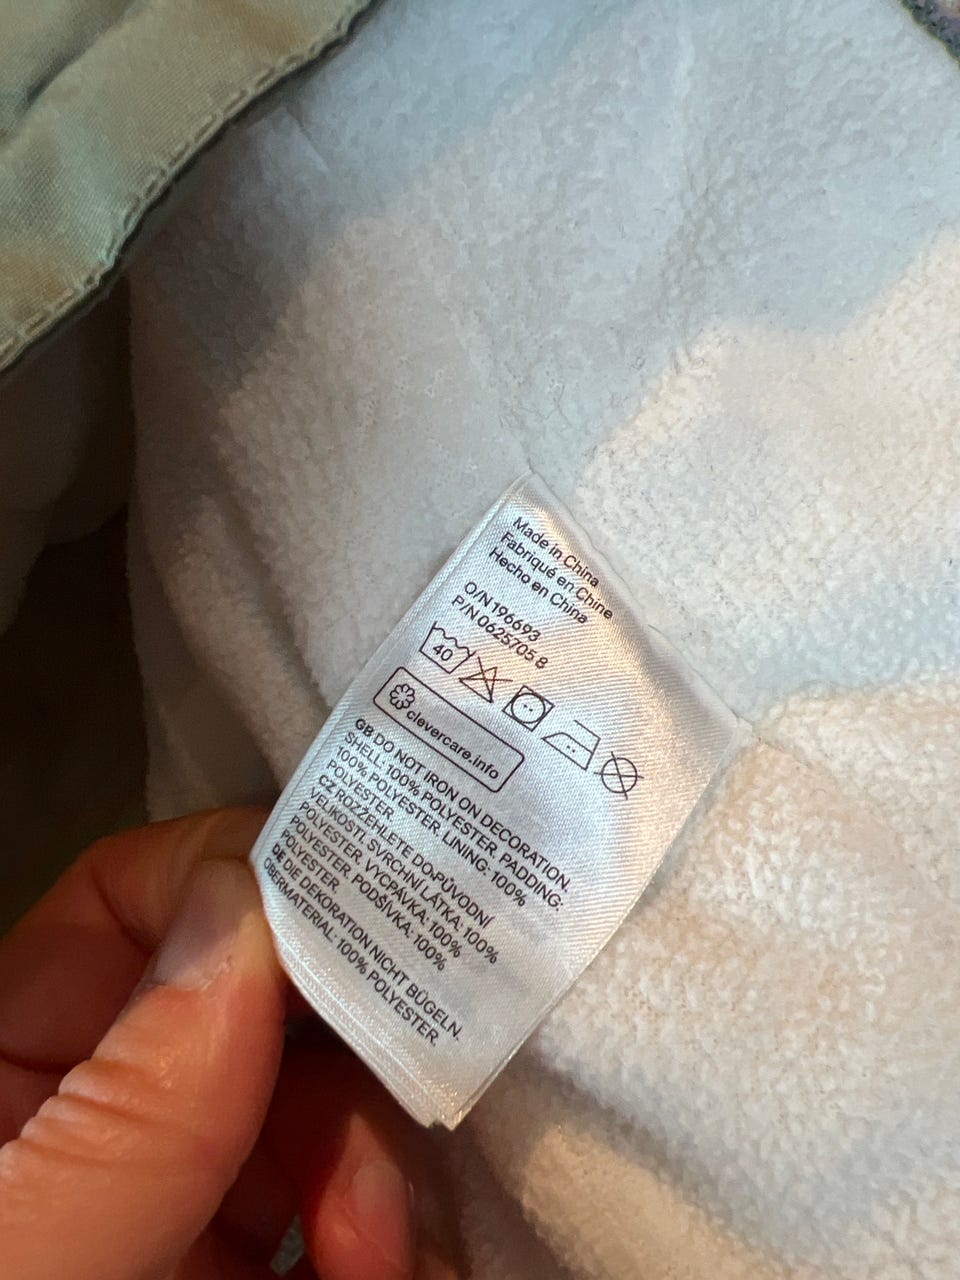 Made in China
Fabriqué en Chine
Hecho en China
O/N 196693
P/N 0625705 8
40
clevercare.info
GB DO NOT IRON ON DECORATION.
SHELL: 100% POLYESTER. PADDING:
100% POLYESTER. LINING: 100%
POLYESTER.
CZ ROZŽEHLETE DO PŮVODNÍ
VELIKOSTI. SVRCHNÍ LÁTKA: 100%
POLYESTER. VYCPÁVKA: 100%
POLYESTER. PODŠÍVKA: 100%
POLYESTER.
DE DIE DEKORATION NICHT BÜGELN.
OBERMATERIAL: 100% POLYESTER.